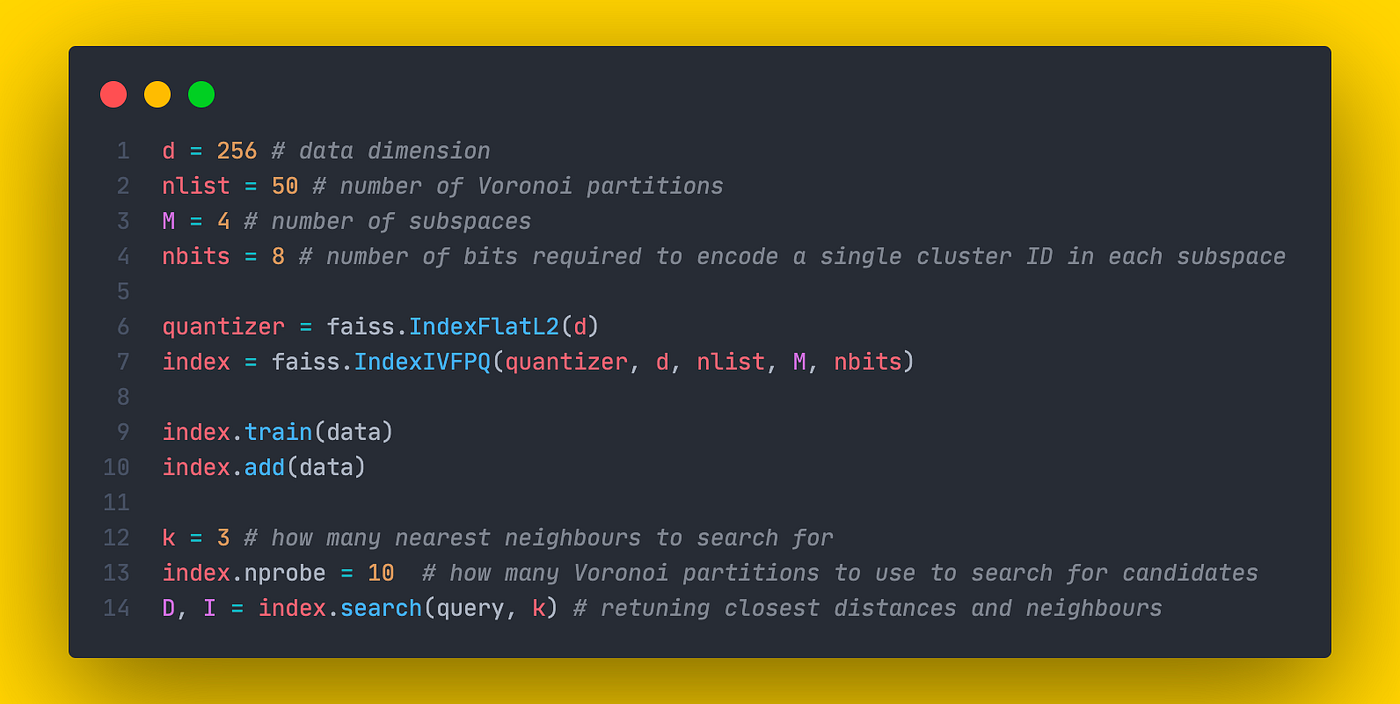 1 d = 256 # data dimension
2 nlist = 50 # number of Voronoi partitions
3 M = 4 # number of subspaces
4 nbits = 8 # number of bits required to encode a single cluster ID in each subspace
5
6 quantizer = faiss.IndexFlatL2(d)
7 index = faiss.IndexIVFPQ(quantizer, d, nlist, M, nbits)
8
9 index.train(data)
10 index.add(data)
11
12 k = 3 # how many nearest neighbours to search for
13 index.nprobe = 10  # how many Voronoi partitions to use to search for candidates
14 D, I = index.search(query, k) # retuning closest distances and neighbours